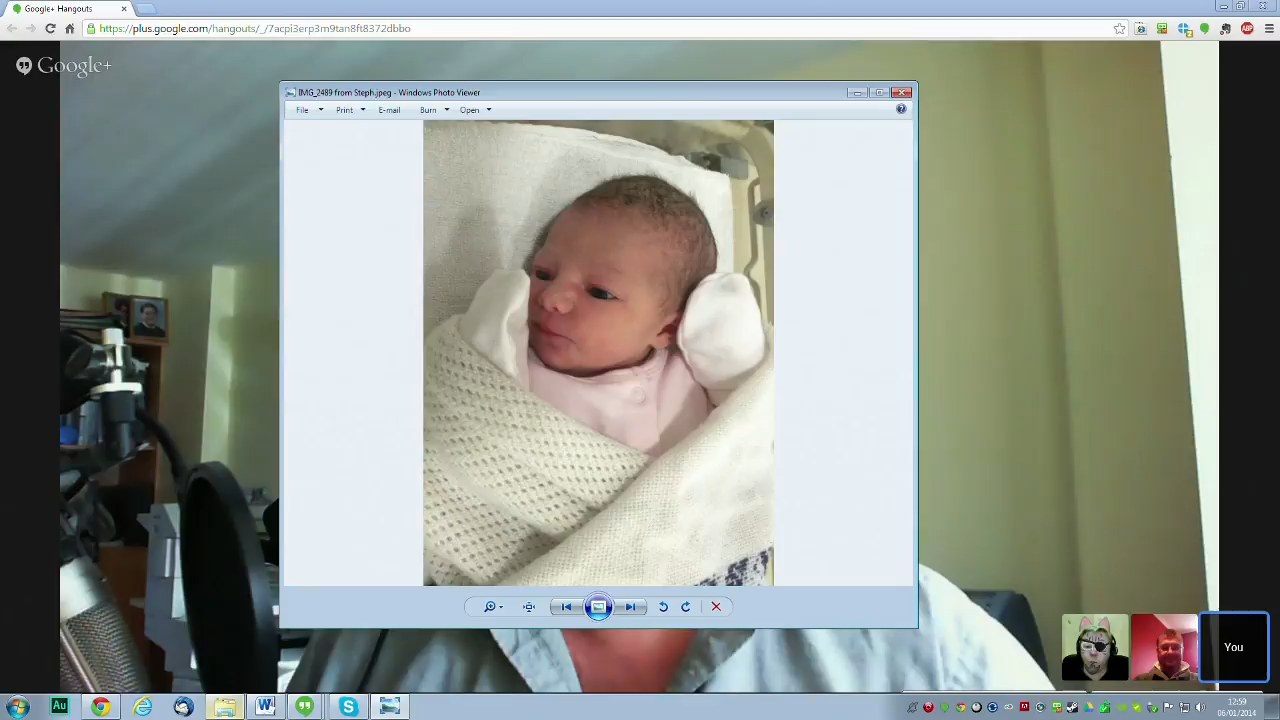 Google+ Hangouts
https://plus.google.com/hangouts/_/7acpi3erp3m9tan8ft8372dbbo
Google+
IMG_2489 from Steph.jpeg - Windows Photo Viewer
File Print E-mail Burn Open
You
Au
12:59
06/01/2014